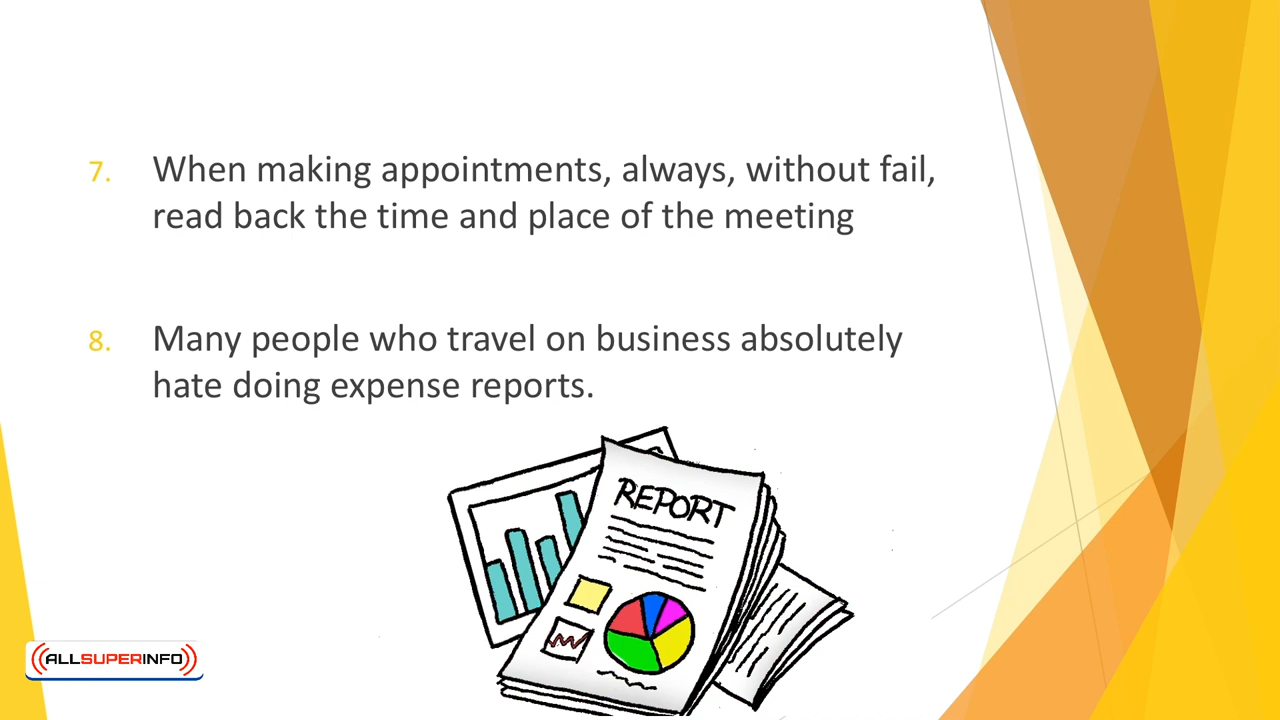 7. When making appointments, always, without fail,
read back the time and place of the meeting
8. Many people who travel on business absolutely
hate doing expense reports.
REPORT
ALLSUPERINFO